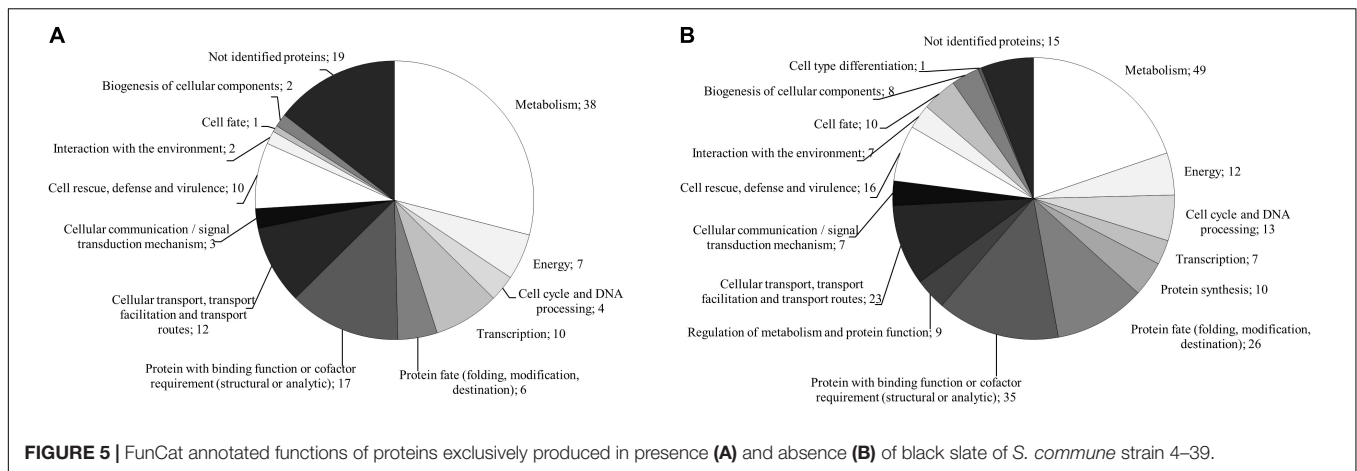 A
Not identified proteins; 19
Biogenesis of cellular components; 2
Cell fate; 1
Interaction with the environment; 2
Cell rescue, defense and virulence; 10
Cellular communication / signal
transduction mechanism; 3
Cellular transport, transport
facilitation and transport
routes; 12
Protein with binding function or cofactor
requirement (structural or analytic); 17
Protein fate (folding, modification,
destination); 6
Transcription; 10
Cell cycle and DNA
processing; 4
Energy; 7
Metabolism; 38
B
Not identified proteins; 15
Cell type differentiation; 1
Biogenesis of cellular components; 8
Cell fate; 10
Interaction with the environment; 7
Cell rescue, defense and virulence; 16
Cellular communication / signal
transduction mechanism; 7
Cellular transport, transport
facilitation and transport routes; 23
Regulation of metabolism and protein function; 9
Protein with binding function or cofactor
requirement (structural or analytic); 35
Protein fate (folding, modification,
destination); 26
Protein synthesis; 10
Transcription; 7
Cell cycle and DNA
processing; 13
Energy; 12
Metabolism; 49
FIGURE 5 | FunCat annotated functions of proteins exclusively produced in presence (A) and absence (B) of black slate of S. commune strain 4–39.